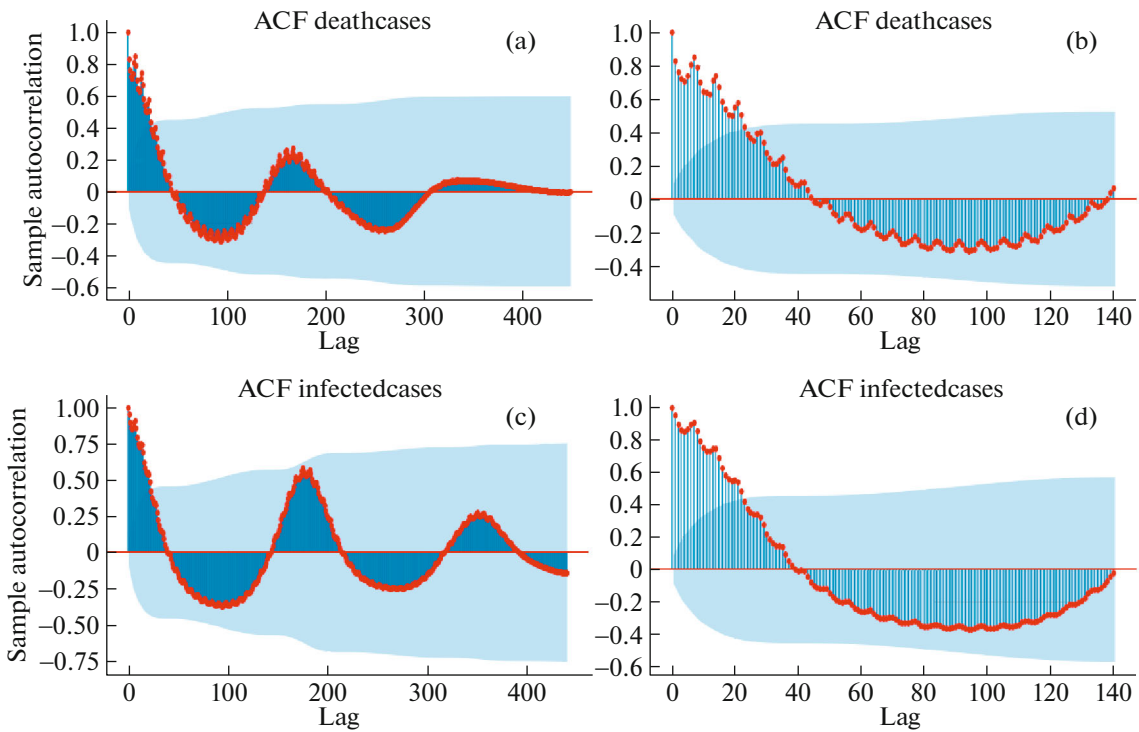 ACF deathcases
(a)
1.0
0.8
0.6
0.4
0.2
0
−0.2
−0.4
−0.6
Sample autocorrelation
0 100 200 300 400
Lag
ACF deathcases
(b)
1.0
0.8
0.6
0.4
0.2
0
−0.2
−0.4
0 20 40 60 80 100 120 140
Lag
ACF infectedcases
(c)
1.00
0.75
0.50
0.25
0
−0.25
−0.50
−0.75
Sample autocorrelation
0 100 200 300 400
Lag
ACF infectedcases
(d)
1.0
0.8
0.6
0.4
0.2
0
−0.2
−0.4
−0.6
0 20 40 60 80 100 120 140
Lag